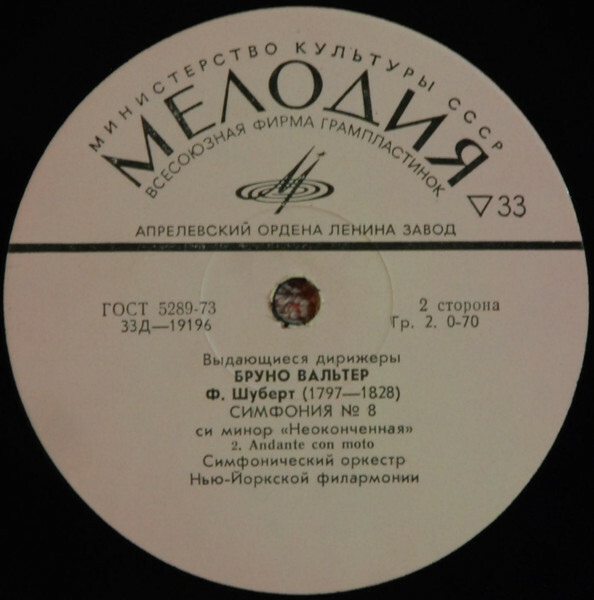 МИНИСТЕРСТВО КУЛЬТУРЫ СССР
МЕЛОДИЯ
ВСЕСОЮЗНАЯ ФИРМА ГРАМПЛАСТИНОК
▽33
АПРЕЛЕВСКИЙ ОРДЕНА ЛЕНИНА ЗАВОД
ГОСТ 5289-73
33Д—19196
2 сторона
Гр. 2. 0-70
Выдающиеся дирижеры
БРУНО ВАЛЬТЕР
Ф. Шуберт (1797—1828)
СИМФОНИЯ № 8
си минор «Неоконченная»
2. Andante con moto
Симфонический оркестр
Нью-Йоркской филармонии